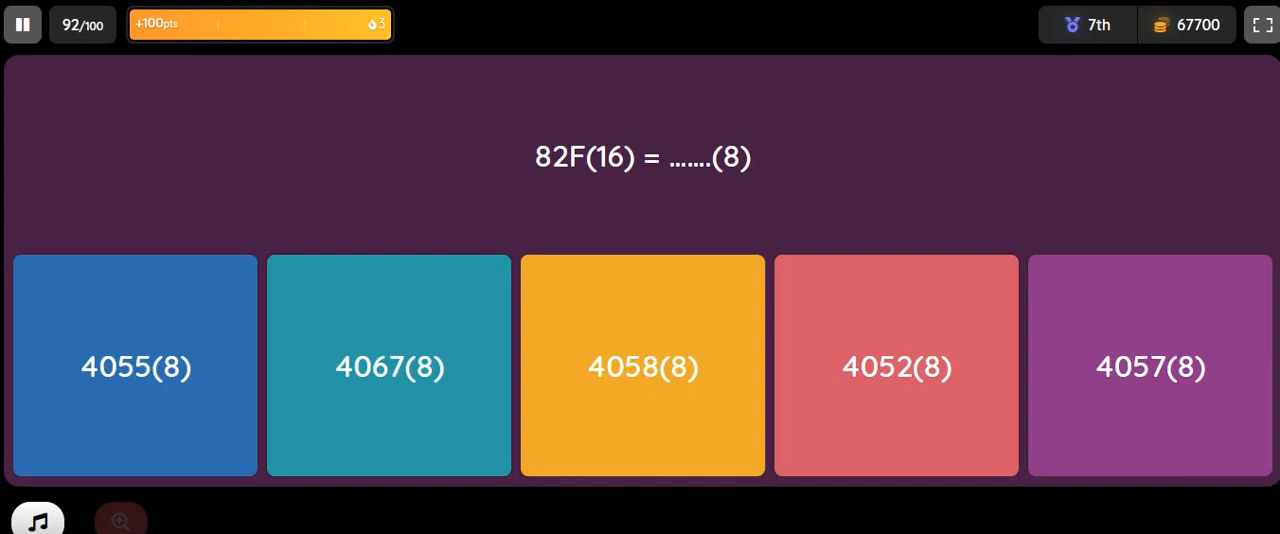 92/100
+100pts
3
7th
67700
82F(16) = .......(8)
4055(8)
4067(8)
4058(8)
4052(8)
4057(8)